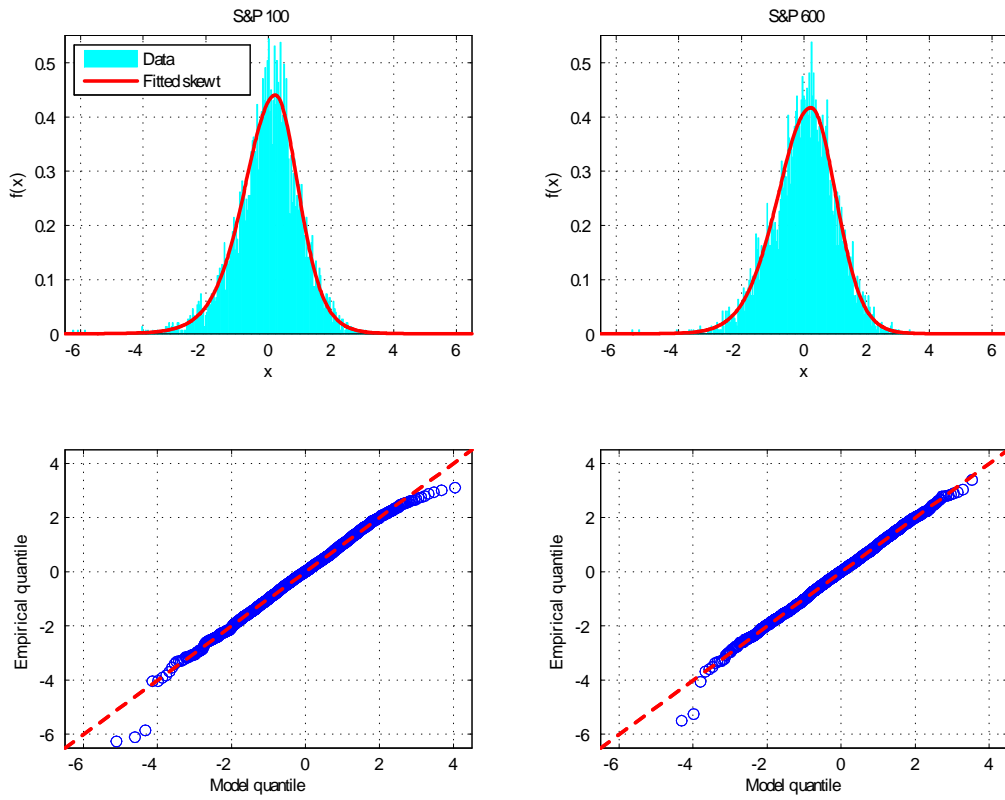 S&P 100
Data
Fitted skew t
f(x)
0.5
0.4
0.3
0.2
0.1
0
-6 -4 -2 0 2 4 6
x
S&P 600
f(x)
0.5
0.4
0.3
0.2
0.1
0
-6 -4 -2 0 2 4 6
x
Empirical quantile
4
2
0
-2
-4
-6
-6 -4 -2 0 2 4
Model quantile
Empirical quantile
4
2
0
-2
-4
-6
-6 -4 -2 0 2 4
Model quantile